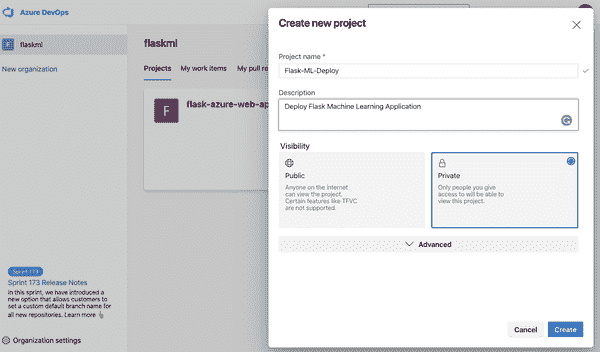 Azure DevOps
flaskml
New organization
Sprint 173
Sprint 173 Release Notes
In this sprint, we have introduced a
new option that allows customers to
set a custom default branch name for
all new repositories. Learn more
Organization settings
flaskml
Projects My work items My pull re
F flask-azure-web-ap
Create new project
Project name *
Flask-ML-Deploy
Description
Deploy Flask Machine Learning Application
Visibility
Public
Anyone on the internet
can view the project.
Certain features like TFVC
are not supported.
Private
Only people you give
access to will be able to
view this project.
Advanced
Cancel Create